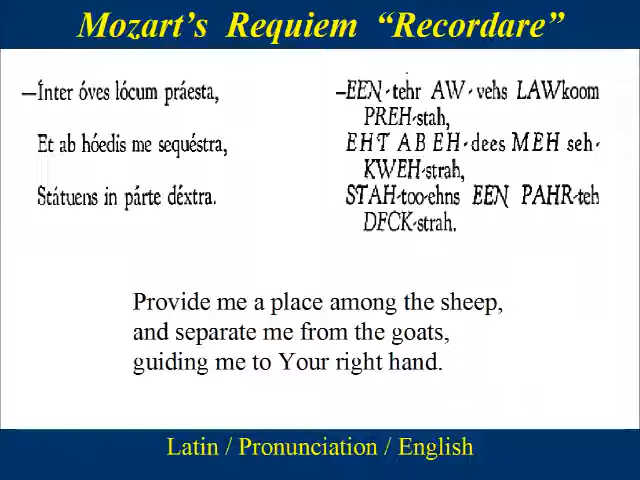 Mozart's Requiem "Recordare"
—Ínter óves lócum práesta,
Et ab hóedis me sequéstra,
Státuens in párte déxtra.
—EEN-tehr AW-vehs LAWkoom
PREH-stah,
EHT AB EH-dees MEH seh-
KWEH-strah,
STAH-too-ehns EEN PAHR-teh
DECK-strah.
Provide me a place among the sheep,
and separate me from the goats,
guiding me to Your right hand.
Latin / Pronunciation / English